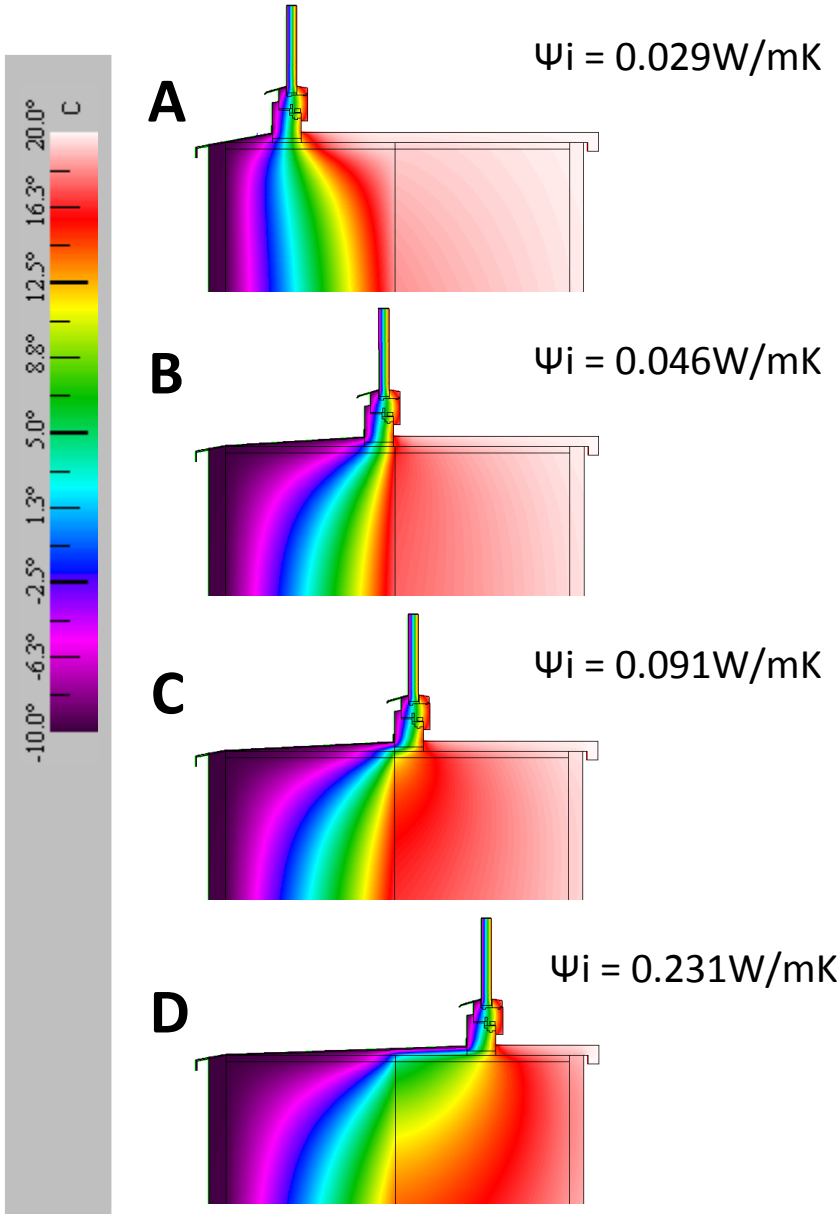 Ψi = 0.029W/mK
A
C
20.0°
16.3°
12.5°
8.8°
5.0°
1.3°
-2.5°
-6.3°
-10.0°
Ψi = 0.046W/mK
B
Ψi = 0.091W/mK
C
Ψi = 0.231W/mK
D